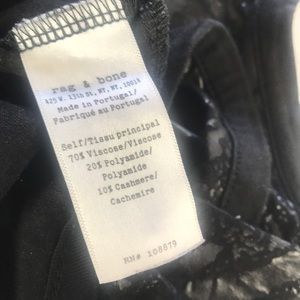 rag & bone
425 W. 13th St. NY, NY. 10014
Made in Portugal/
Fabriqué au Portugal
Self/Tissu principal
70% Viscose/Viscose
20% Polyamide/
Polyamide
10% Cashmere/
Cachemire
RN# 108879